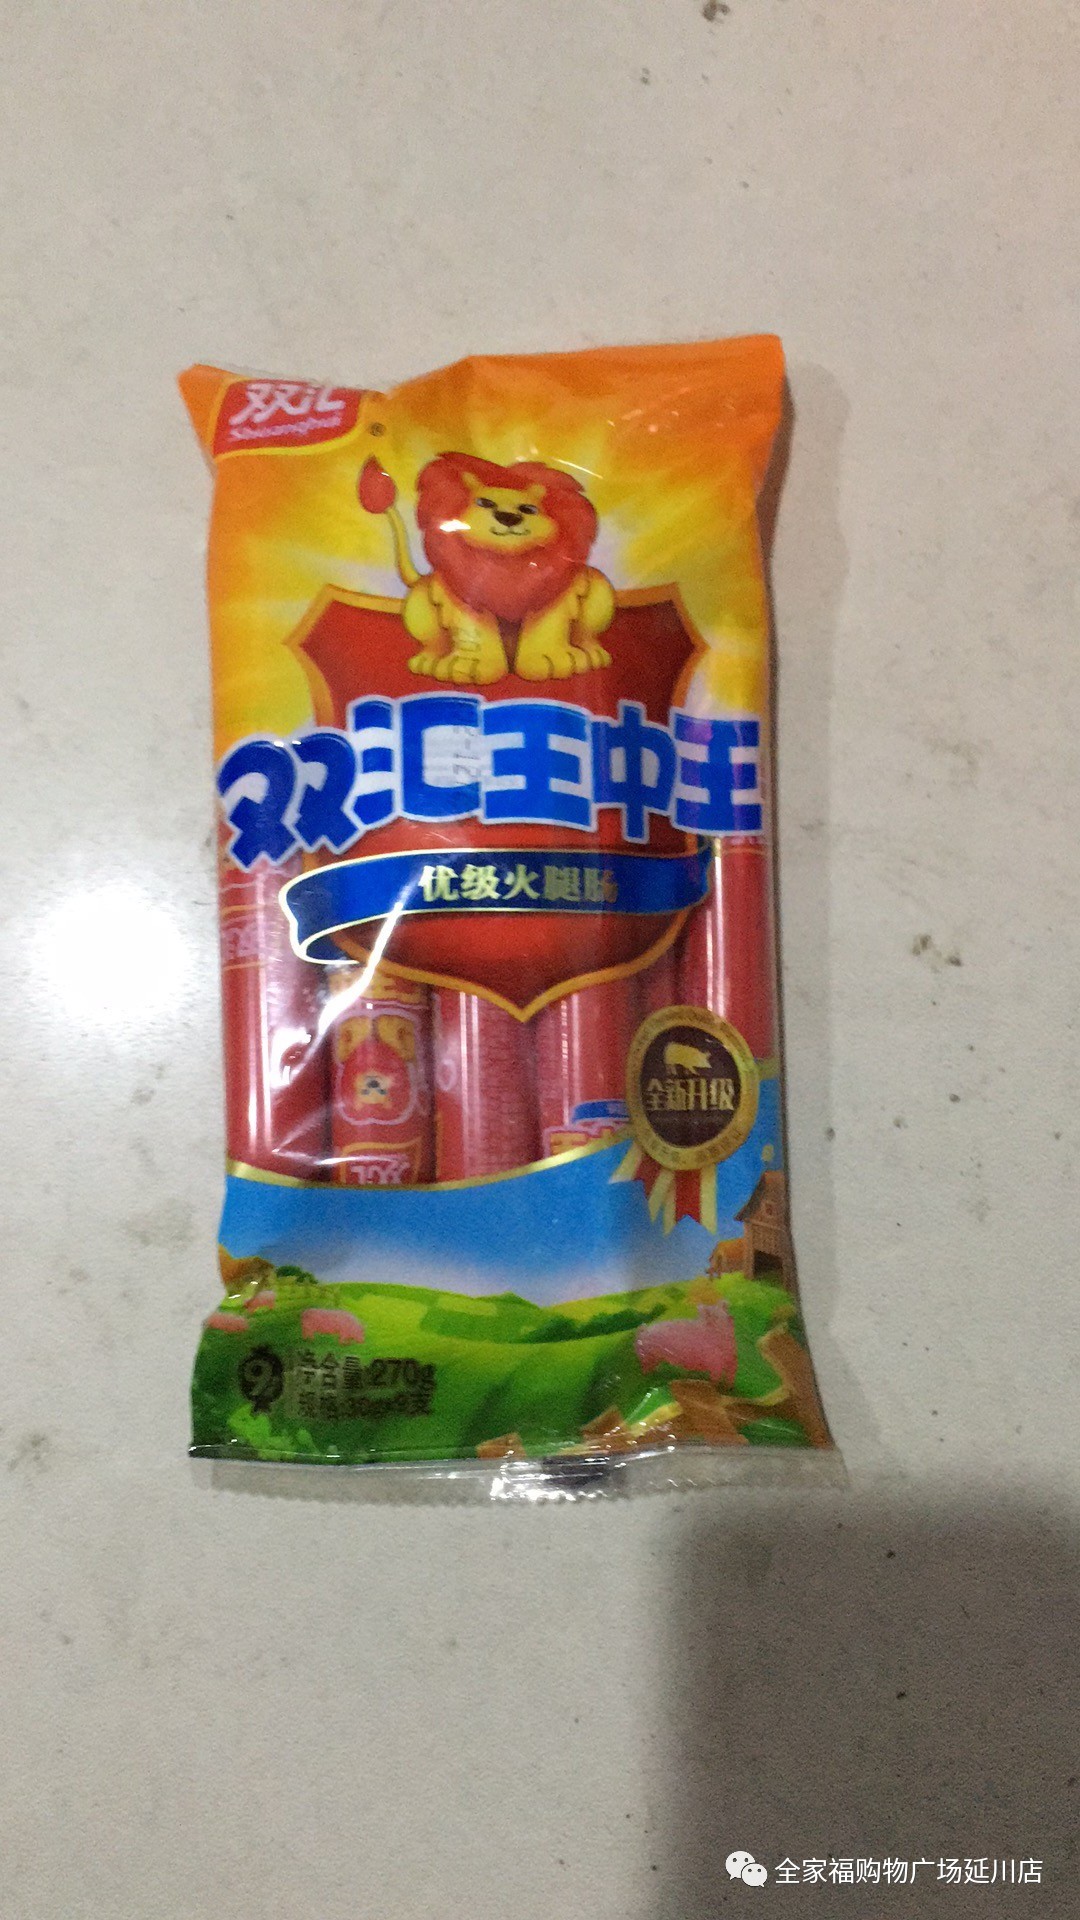 双汇
Shuanghui
®
双汇王中王
优级火腿肠
全新升级
9
净含量:270g
规格:30g×9支
全家福购物广场延川店